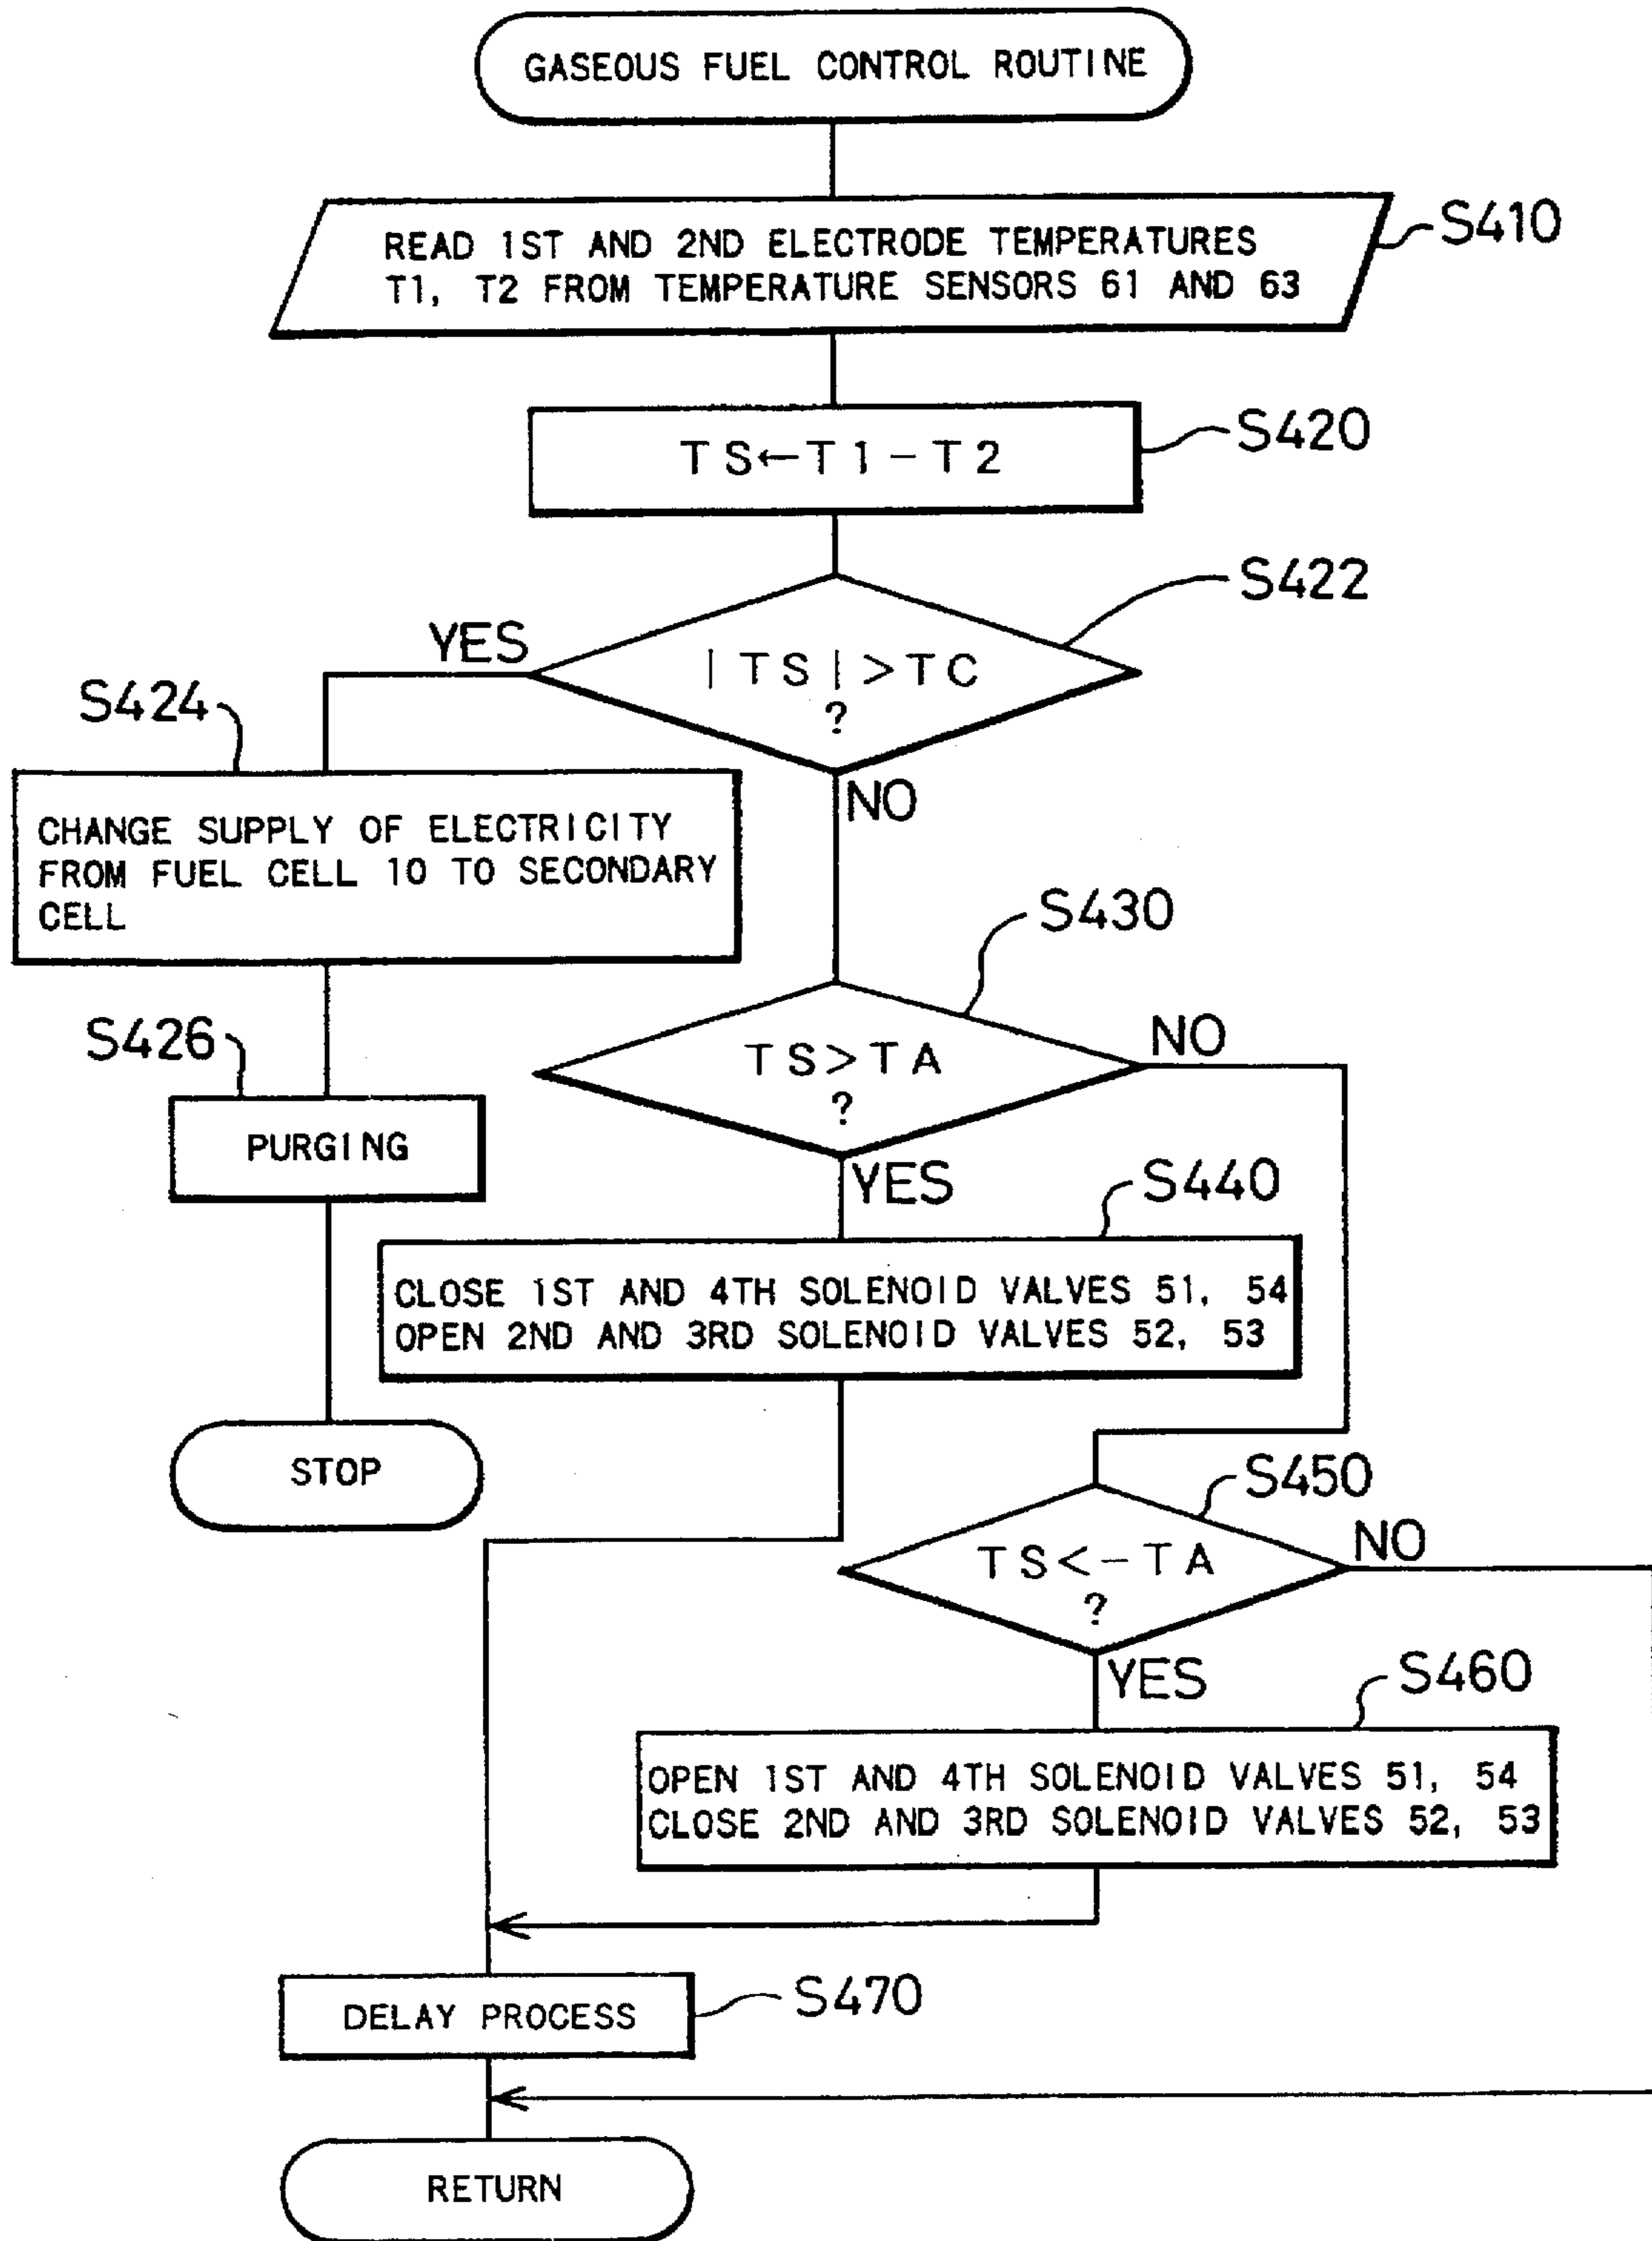 GASEOUS FUEL CONTROL ROUTINE
READ 1ST AND 2ND ELECTRODE TEMPERATURES
T1, T2 FROM TEMPERATURE SENSORS 61 AND 63
S410
TS←T1-T2
S420
|TS|>TC
?
S422
YES
NO
S424
CHANGE SUPPLY OF ELECTRICITY
FROM FUEL CELL 10 TO SECONDARY
CELL
S426
PURGING
STOP
S430
TS>TA
?
NO
YES
S440
CLOSE 1ST AND 4TH SOLENOID VALVES 51, 54
OPEN 2ND AND 3RD SOLENOID VALVES 52, 53
S450
TS<-TA
?
NO
YES
S460
OPEN 1ST AND 4TH SOLENOID VALVES 51, 54
CLOSE 2ND AND 3RD SOLENOID VALVES 52, 53
DELAY PROCESS
S470
RETURN